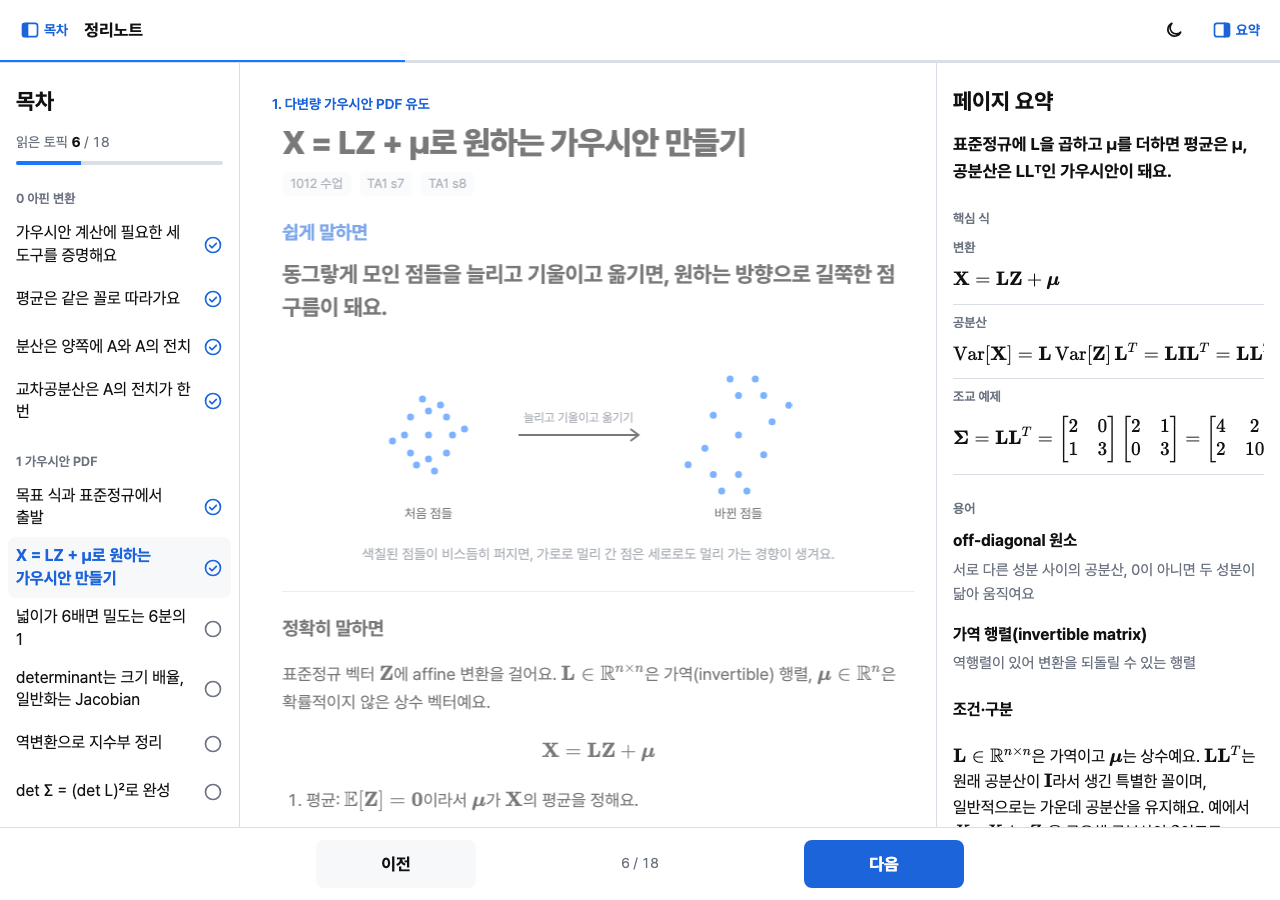 목차 정리노트 요약
목차
읽은 토픽 6 / 18
0 아핀 변환
가우시안 계산에 필요한 세
도구를 증명해요
평균은 같은 꼴로 따라가요
분산은 양쪽에 A와 A의 전치
교차공분산은 A의 전치가 한
번
1 가우시안 PDF
목표 식과 표준정규에서
출발
X = LZ + μ로 원하는
가우시안 만들기
넓이가 6배면 밀도는 6분의
1
determinant는 크기 배율,
일반화는 Jacobian
역변환으로 지수부 정리
det Σ = (det L)²로 완성
1. 다변량 가우시안 PDF 유도
X = LZ + μ로 원하는 가우시안 만들기
1012 수업 TA1 s7 TA1 s8
쉽게 말하면
동그랗게 모인 점들을 늘리고 기울이고 옮기면, 원하는 방향으로 길쭉한 점
구름이 돼요.
늘리고 기울이고 옮기기
처음 점들 바뀐 점들
색칠된 점들이 비스듬히 퍼지면, 가로로 멀리 간 점은 세로로도 멀리 가는 경향이 생겨요.
정확히 말하면
표준정규 벡터 Z에 affine 변환을 걸어요. L ∈ ℝⁿˣⁿ은 가역(invertible) 행렬, μ ∈ ℝⁿ은
확률적이지 않은 상수 벡터예요.
X = LZ + μ
1. 평균: 𝔼[Z] = 0이라서 μ가 X의 평균을 정해요.
페이지 요약
표준정규에 L을 곱하고 μ를 더하면 평균은 μ,
공분산은 LLᵀ인 가우시안이 돼요.
핵심 식
변환
X = LZ + μ
공분산
Var[X] = L Var[Z] Lᵀ = LILᵀ = LLᵀ
조교 예제
Σ = LLᵀ = [2 0; 1 3] [2 1; 0 3] = [4 2; 2 10
용어
off-diagonal 원소
서로 다른 성분 사이의 공분산, 0이 아니면 두 성분이
닮아 움직여요
가역 행렬(invertible matrix)
역행렬이 있어 변환을 되돌릴 수 있는 행렬
조건·구분
L ∈ ℝⁿˣⁿ은 가역이고 μ는 상수예요. LLᵀ는
원래 공분산이 I라서 생긴 특별한 꼴이며,
일반적으로는 가운데 공분산을 유지해요. 예에서
이전 6 / 18 다음